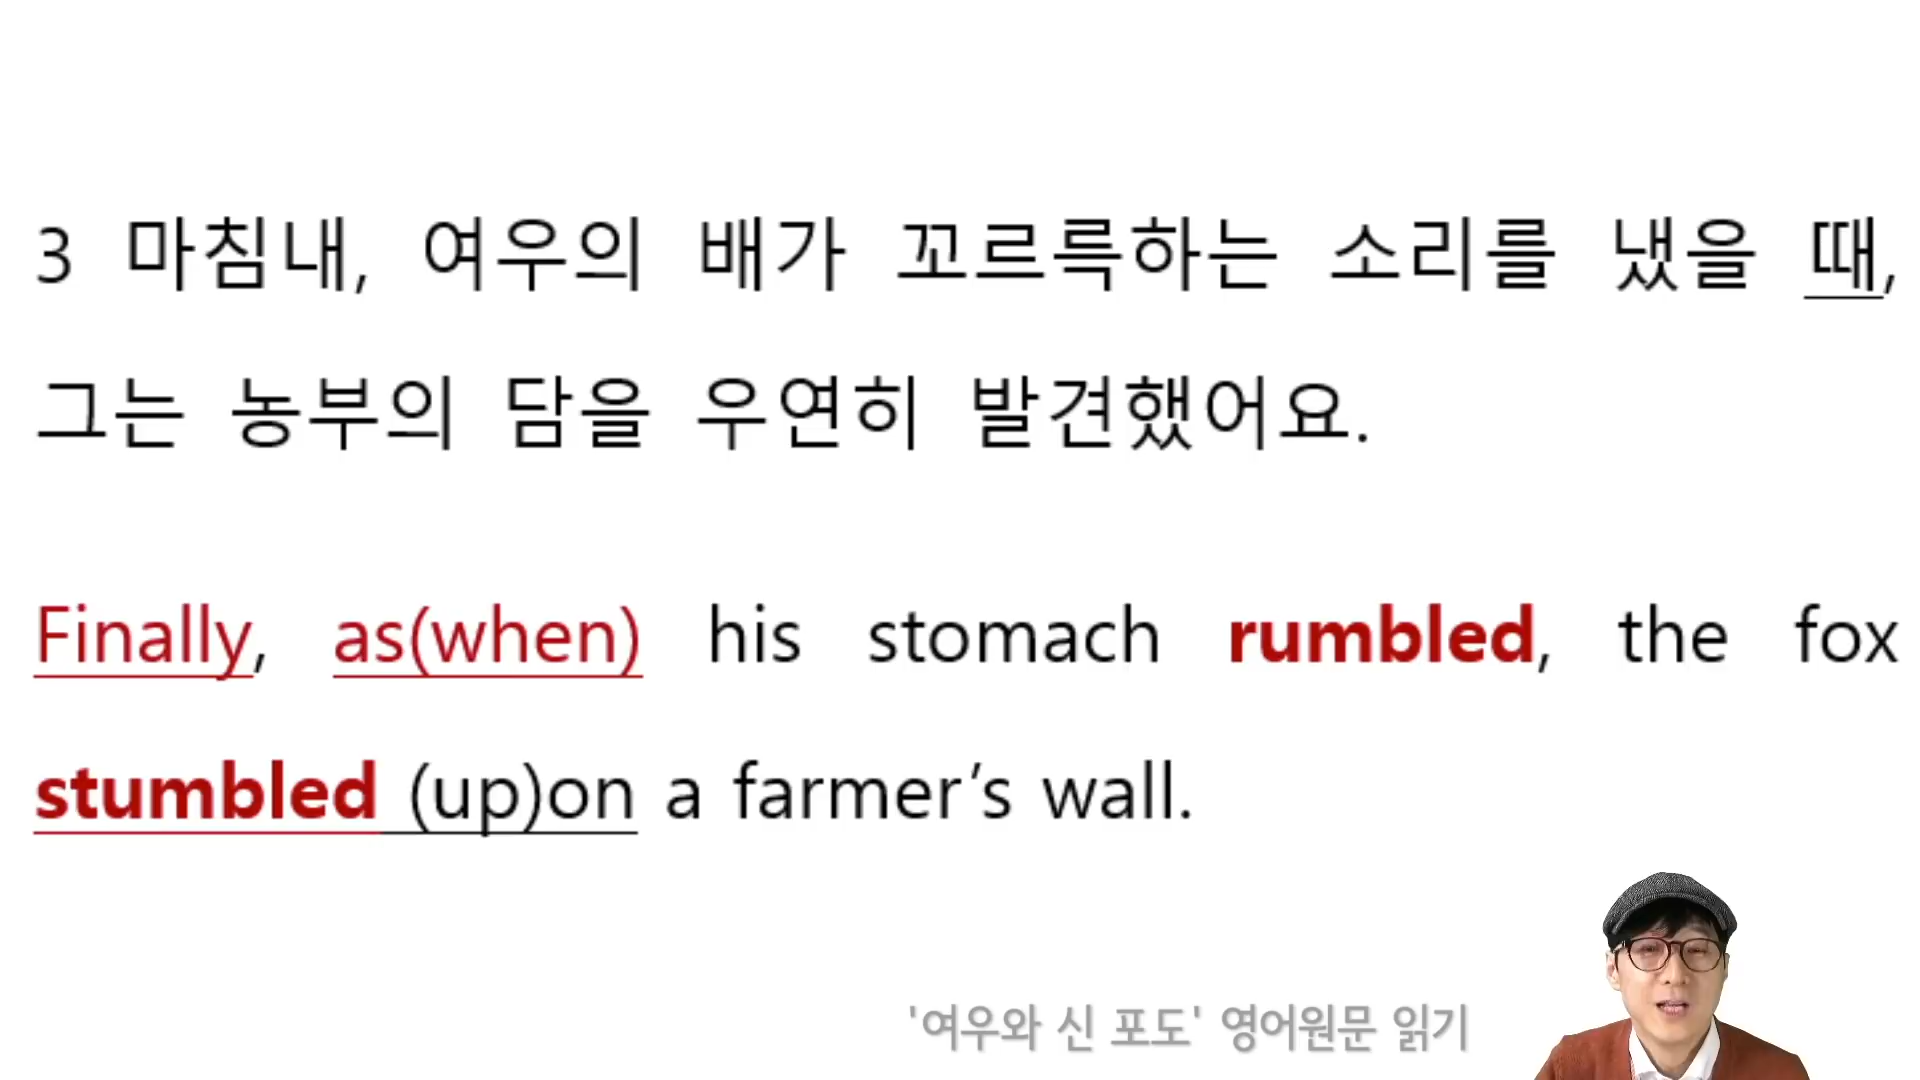 3 마침내, 여우의 배가 꼬르륵하는 소리를 냈을 때,
그는 농부의 담을 우연히 발견했어요.
Finally, as(when) his stomach rumbled, the fox
stumbled (up)on a farmer’s wall.
'여우와 신 포도' 영어원문 읽기